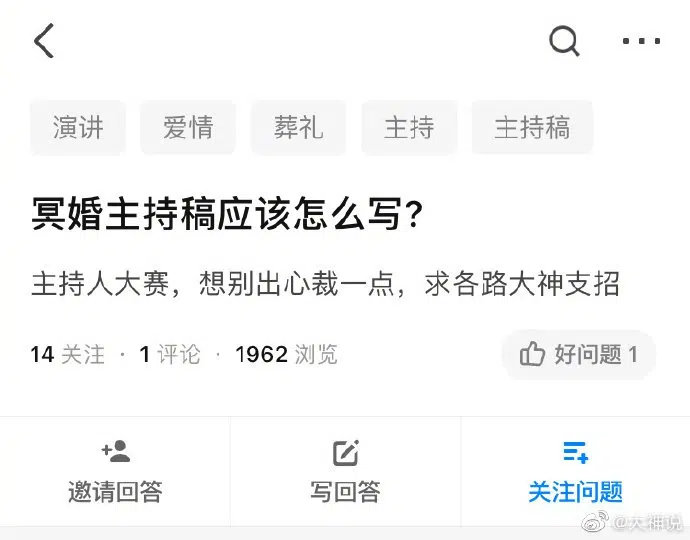 演讲 爱情 葬礼 主持 主持稿
冥婚主持稿应该怎么写?
主持人大赛，想别出心裁一点，求各路大神支招
14 关注 · 1 评论 · 1962 浏览 好问题 1
邀请回答 写回答 关注问题
@大神说